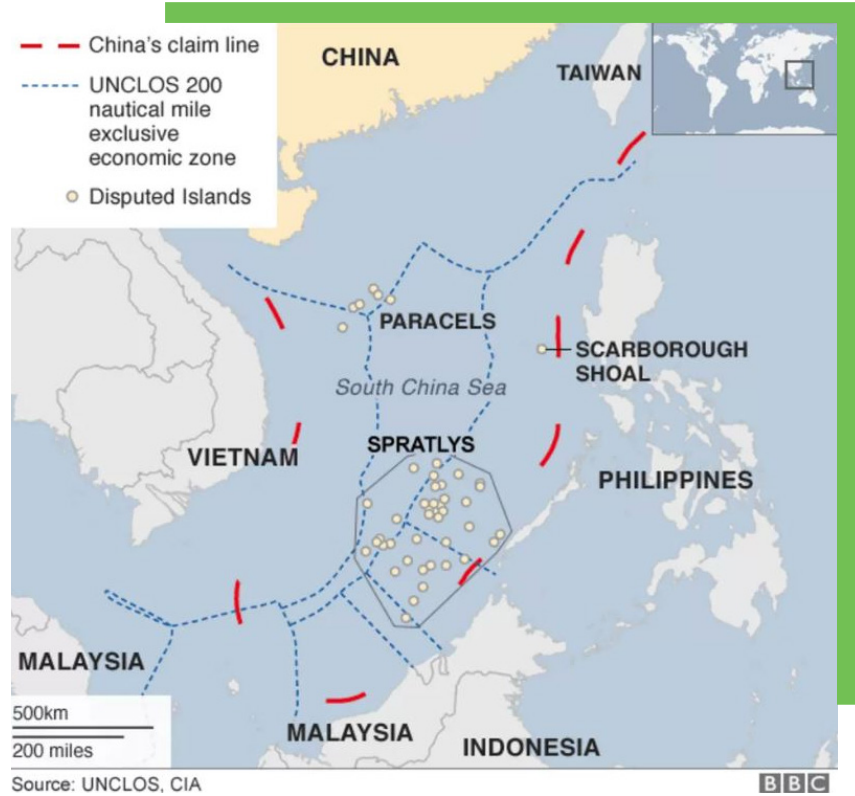 China's claim line
UNCLOS 200
nautical mile
exclusive
economic zone
Disputed Islands
CHINA
TAIWAN
PARACELS
SCARBOROUGH
SHOAL
South China Sea
SPRATLYS
VIETNAM
PHILIPPINES
MALAYSIA
500km
200 miles
MALAYSIA
INDONESIA
Source: UNCLOS, CIA
BBC